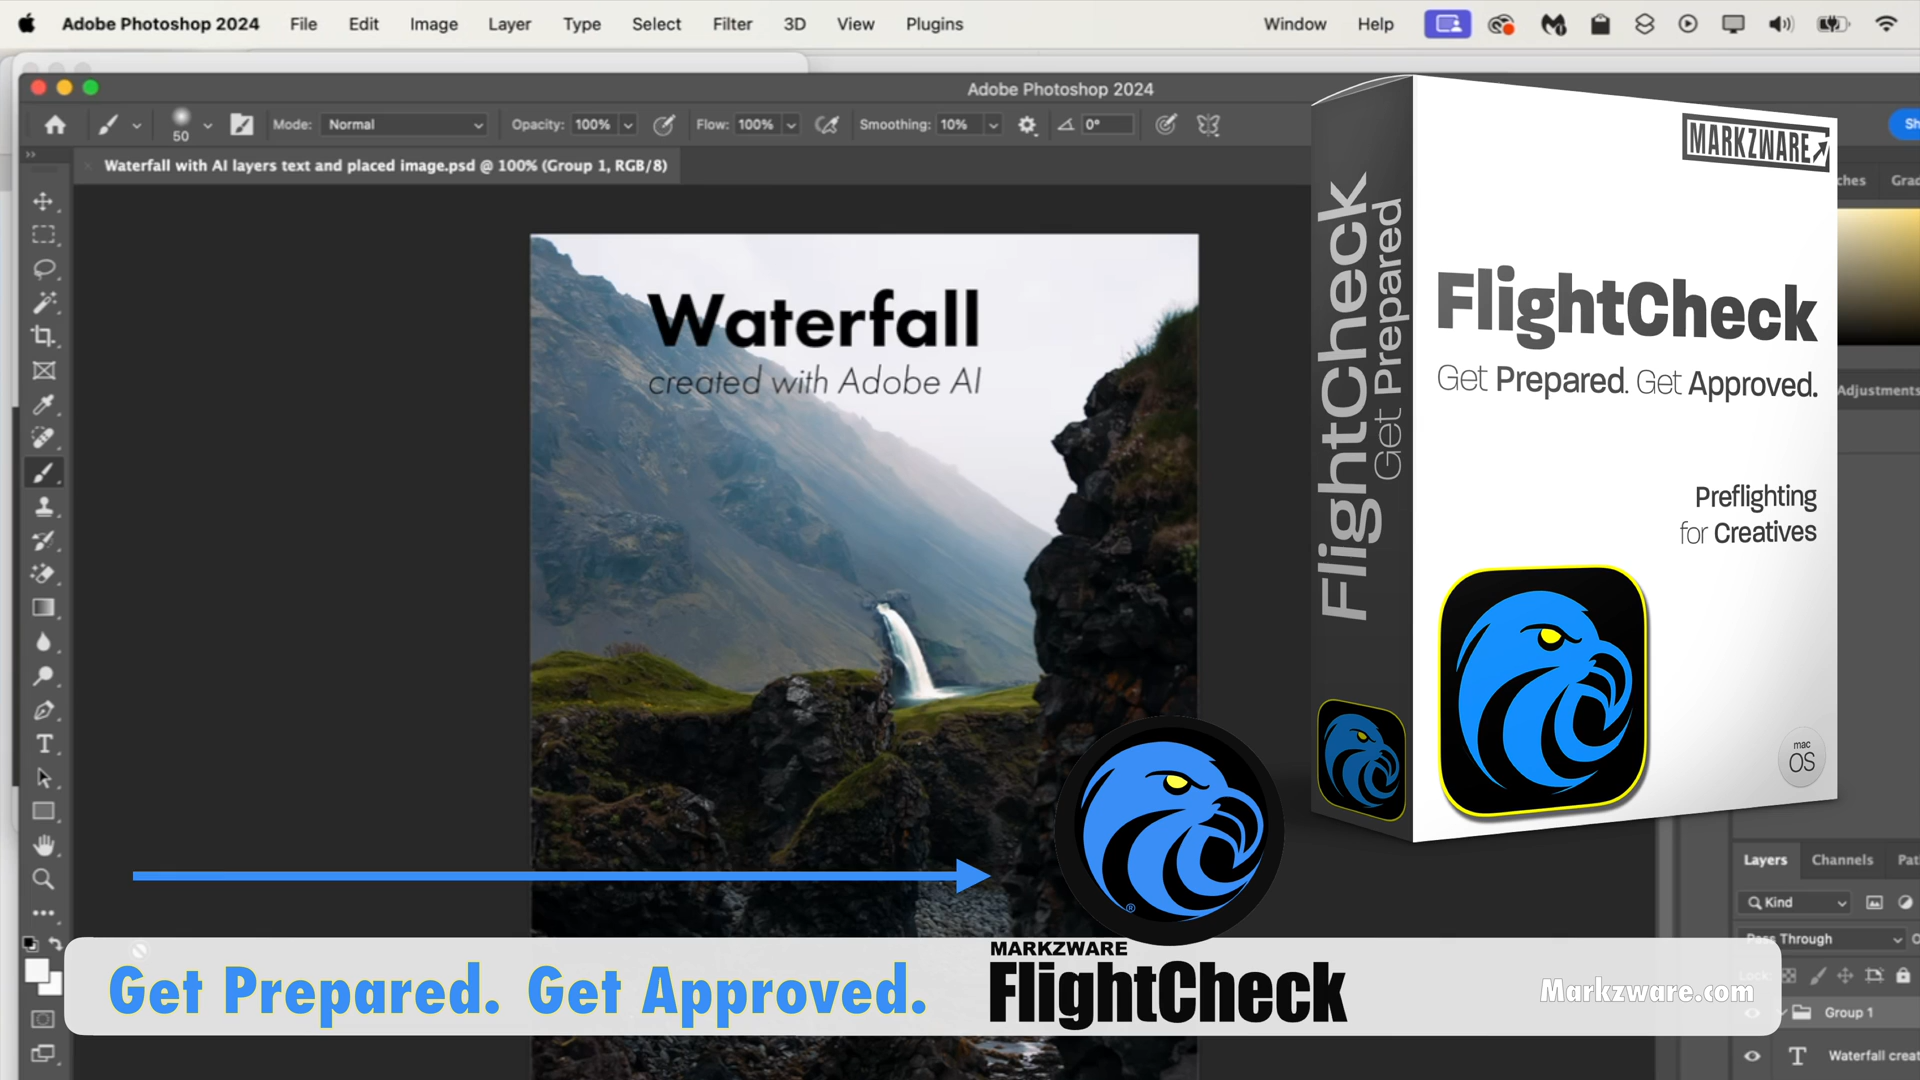 Adobe Photoshop 2024 File Edit Image Layer Type Select Filter 3D View Plugins Window Help
Adobe Photoshop 2024
50 Mode: Normal Opacity: 100% Flow: 100% Smoothing: 10% 0°
Waterfall with AI layers text and placed image.psd @ 100% (Group 1, RGB/8)
Waterfall
created with Adobe AI
FlightCheck
Get Prepared
MARKZWARE
FlightCheck
Get Prepared. Get Approved.
Preflighting
for Creatives
mac
OS
Adjustments
Layers Channels
Kind
Pass Through
Lock:
Group 1
®
Get Prepared. Get Approved.
MARKZWARE
FlightCheck
Markzware.com
Waterfall